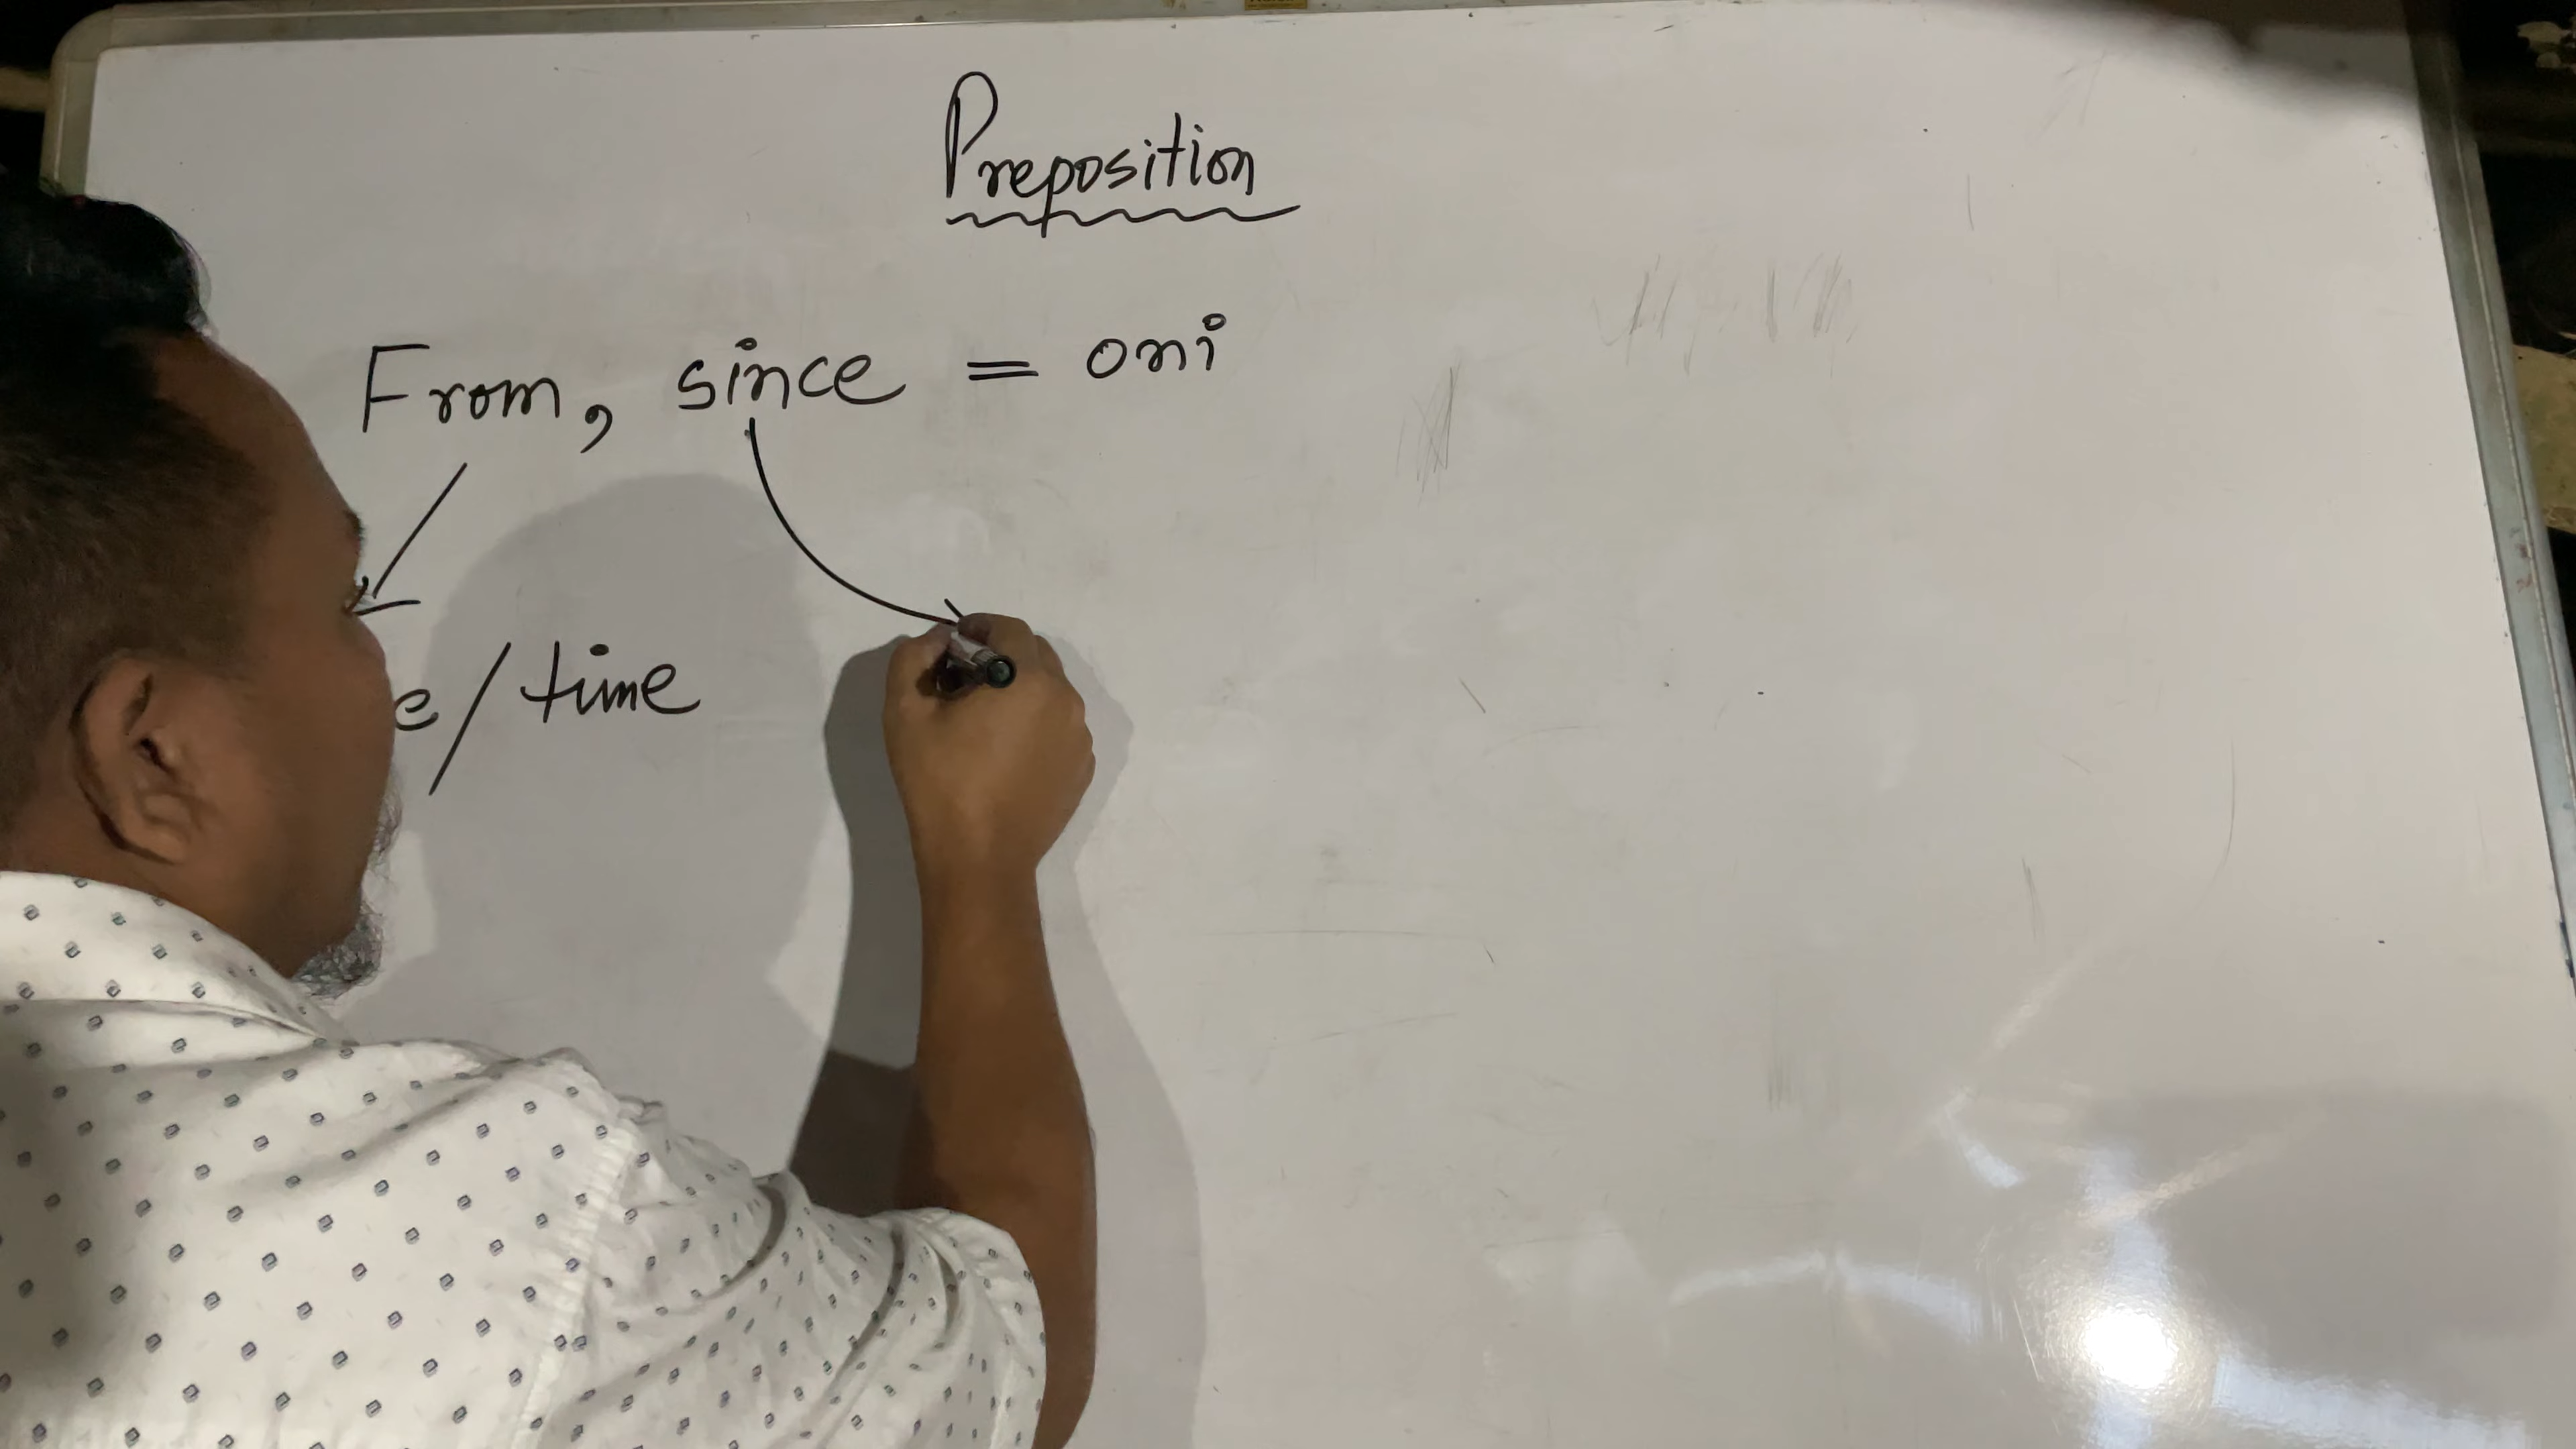 Preposition
From, since = oni
e/time